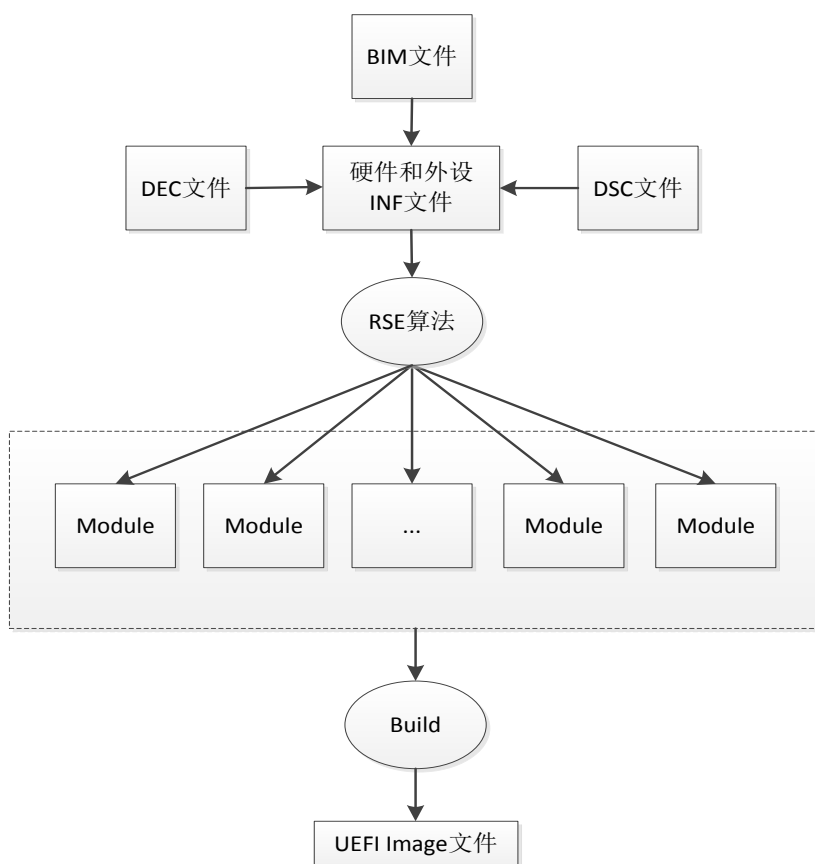 BIM文件
DEC文件
硬件和外设
INF文件
DSC文件
RSE算法
Module
Module
...
Module
Module
Build
UEFI Image文件